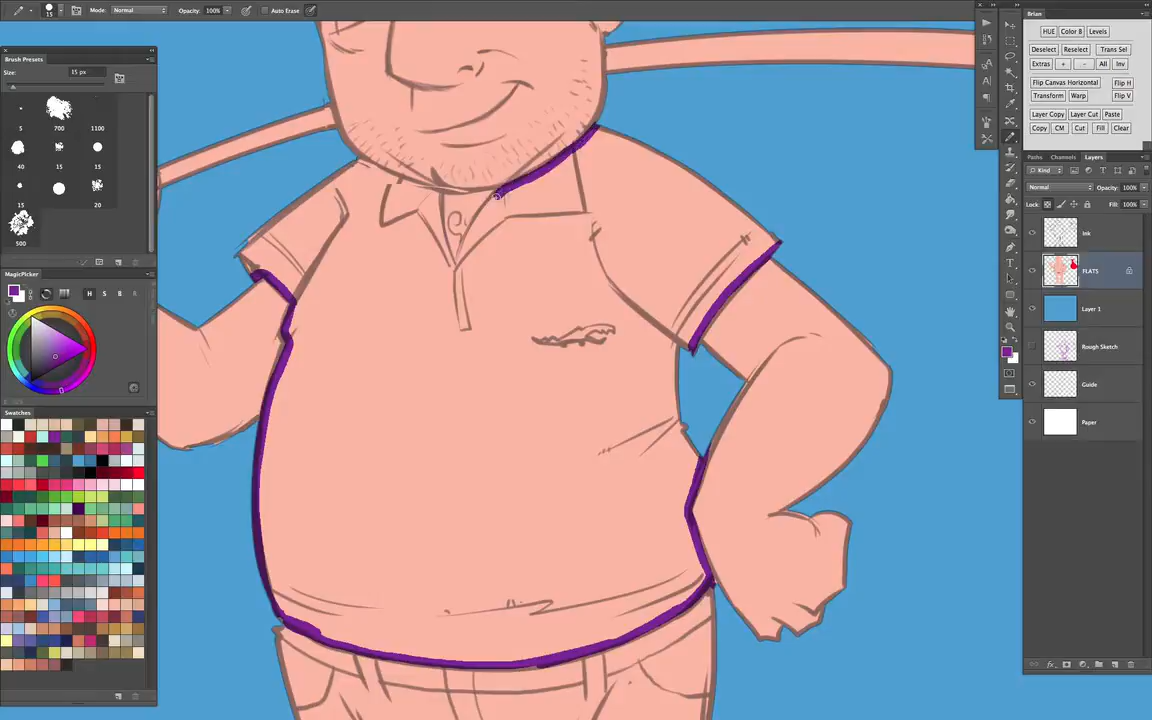 15
Mode: Normal
Opacity: 100%
Auto Erase
Brush Presets
Size: 15 px
5 700 1100
40 15 15
15 20
500
MagicPicker
H S B
Swatches
Brian
HUE Color B Levels
Deselect Reselect Trans Sel
Extras + - All Inv
Flip Canvas Horizontal Flip H
Transform Warp Flip V
Layer Copy Layer Cut Paste
Copy CM Cut Fill Clear
Paths Channels Layers
Kind
Normal Opacity: 100%
Lock: Fill: 100%
Ink
FLATS
Layer 1
Rough Sketch
Guide
Paper